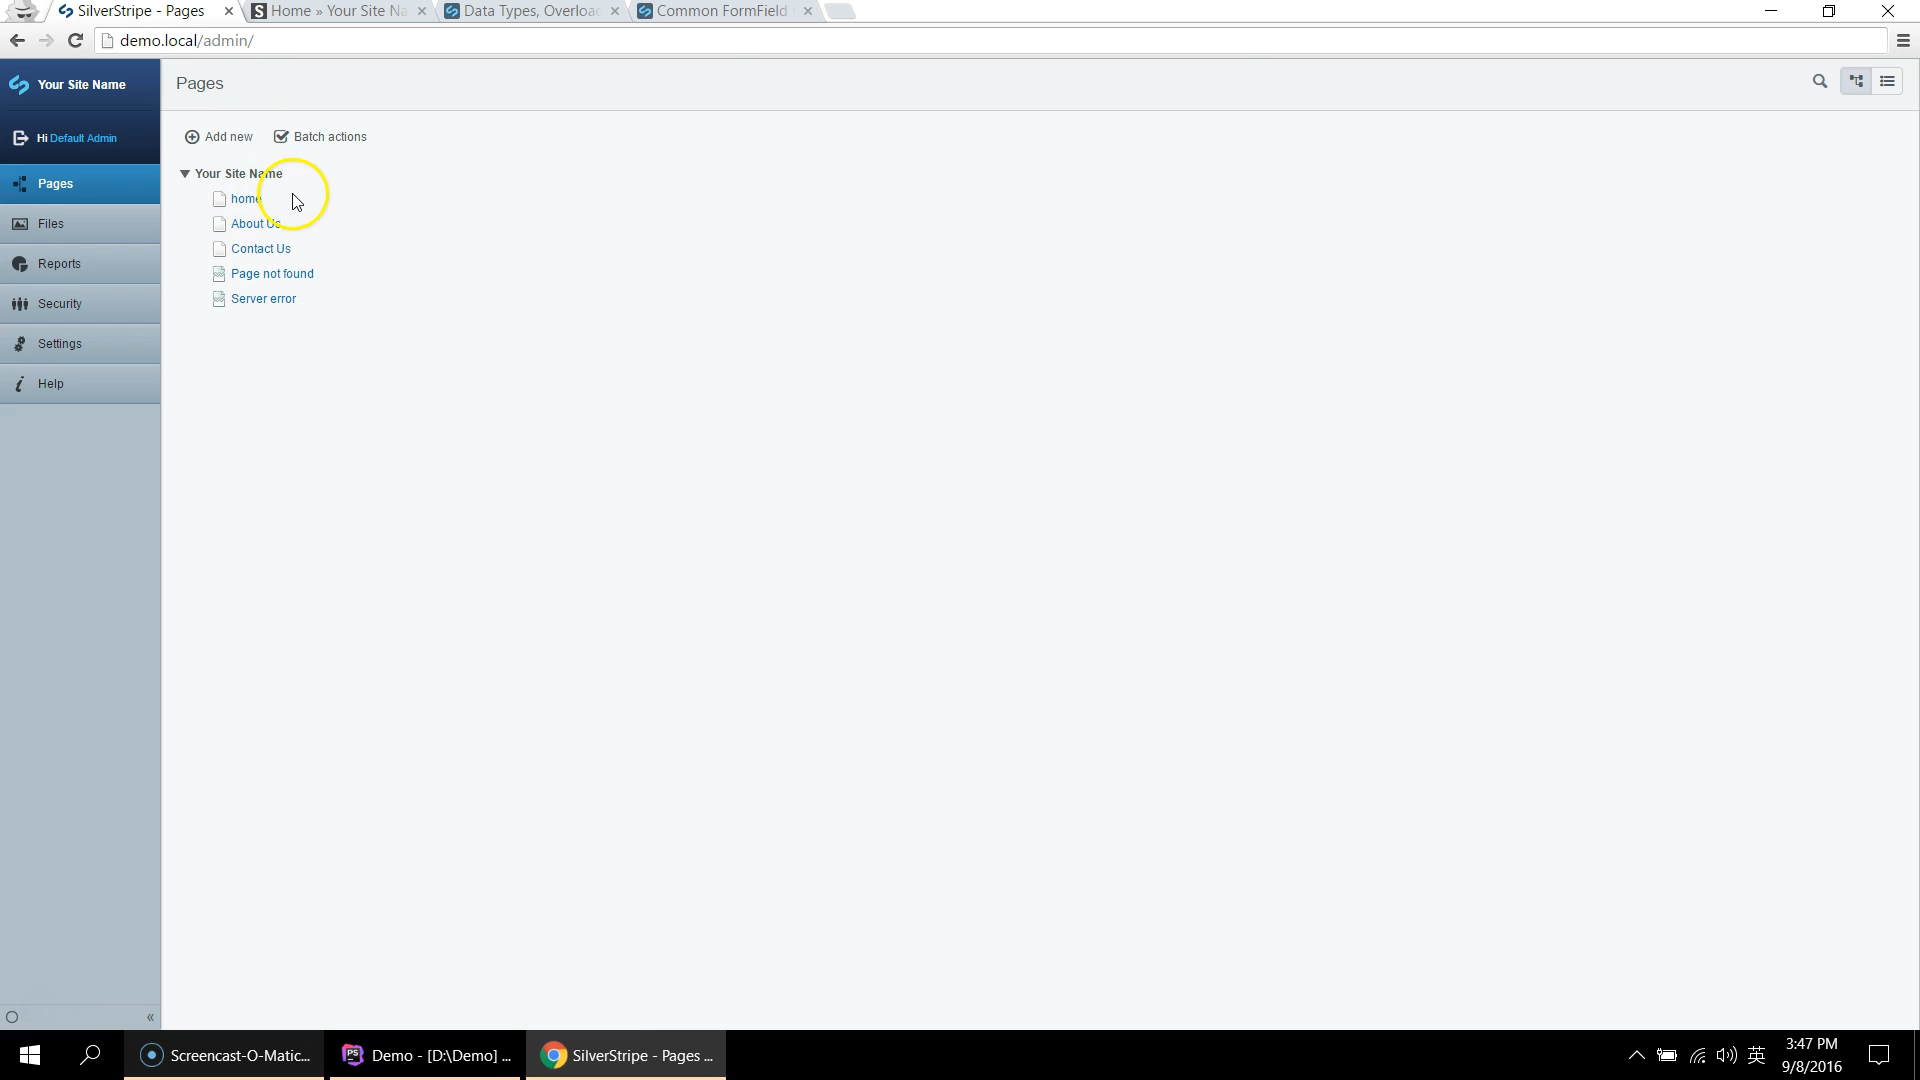 SilverStripe - Pages
Home » Your Site Na
Data Types, Overloa
Common FormField
demo.local/admin/
Your Site Name
Pages
Hi Default Admin
Add new
Batch actions
Pages
Files
Reports
Security
Settings
Help
Your Site Name
home
About Us
Contact Us
Page not found
Server error
«
Screencast-O-Matic...
PS
Demo - [D:\Demo] ...
SilverStripe - Pages ...
英
3:47 PM
9/8/2016